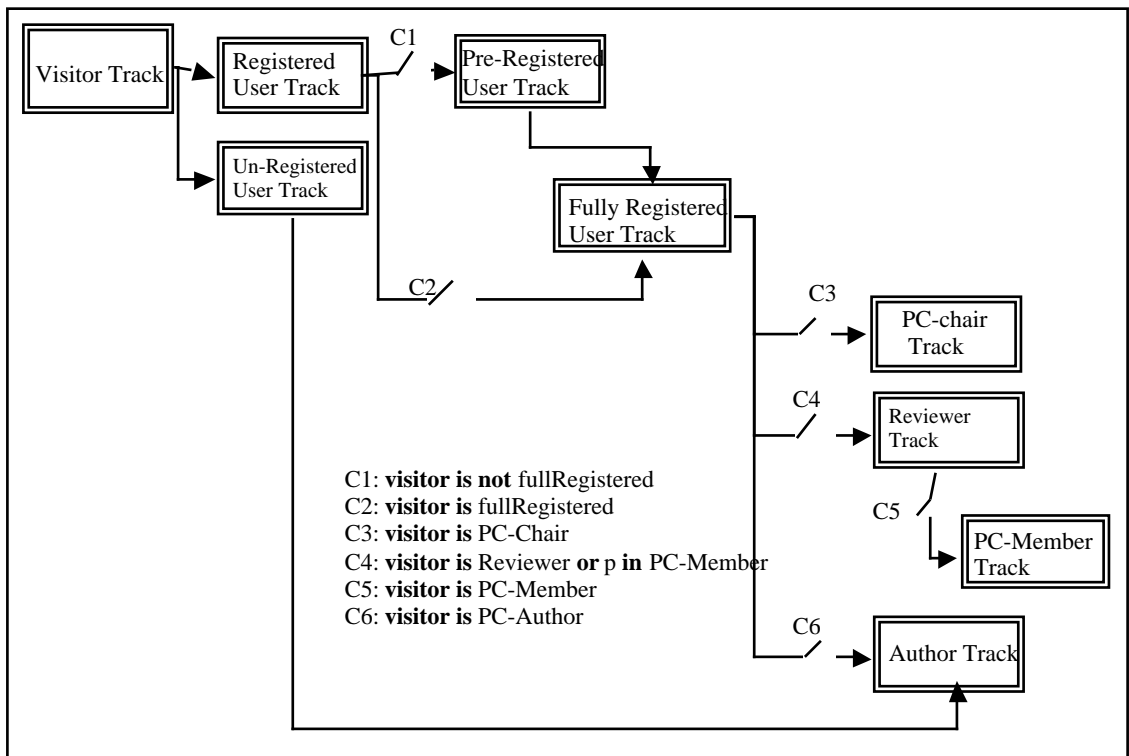 Visitor Track
Registered
User Track
C1
Pre-Registered
User Track
Un-Registered
User Track
Fully Registered
User Track
C2
C3
PC-chair
Track
C4
Reviewer
Track
C5
PC-Member
Track
C1: visitor is not fullRegistered
C2: visitor is fullRegistered
C3: visitor is PC-Chair
C4: visitor is Reviewer or p in PC-Member
C5: visitor is PC-Member
C6: visitor is PC-Author
C6
Author Track